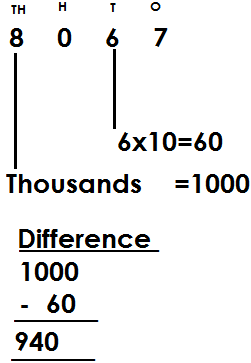 TH H T O
8 0 6 7
6x10=60
Thousands =1000
Difference
1000
- 60
940